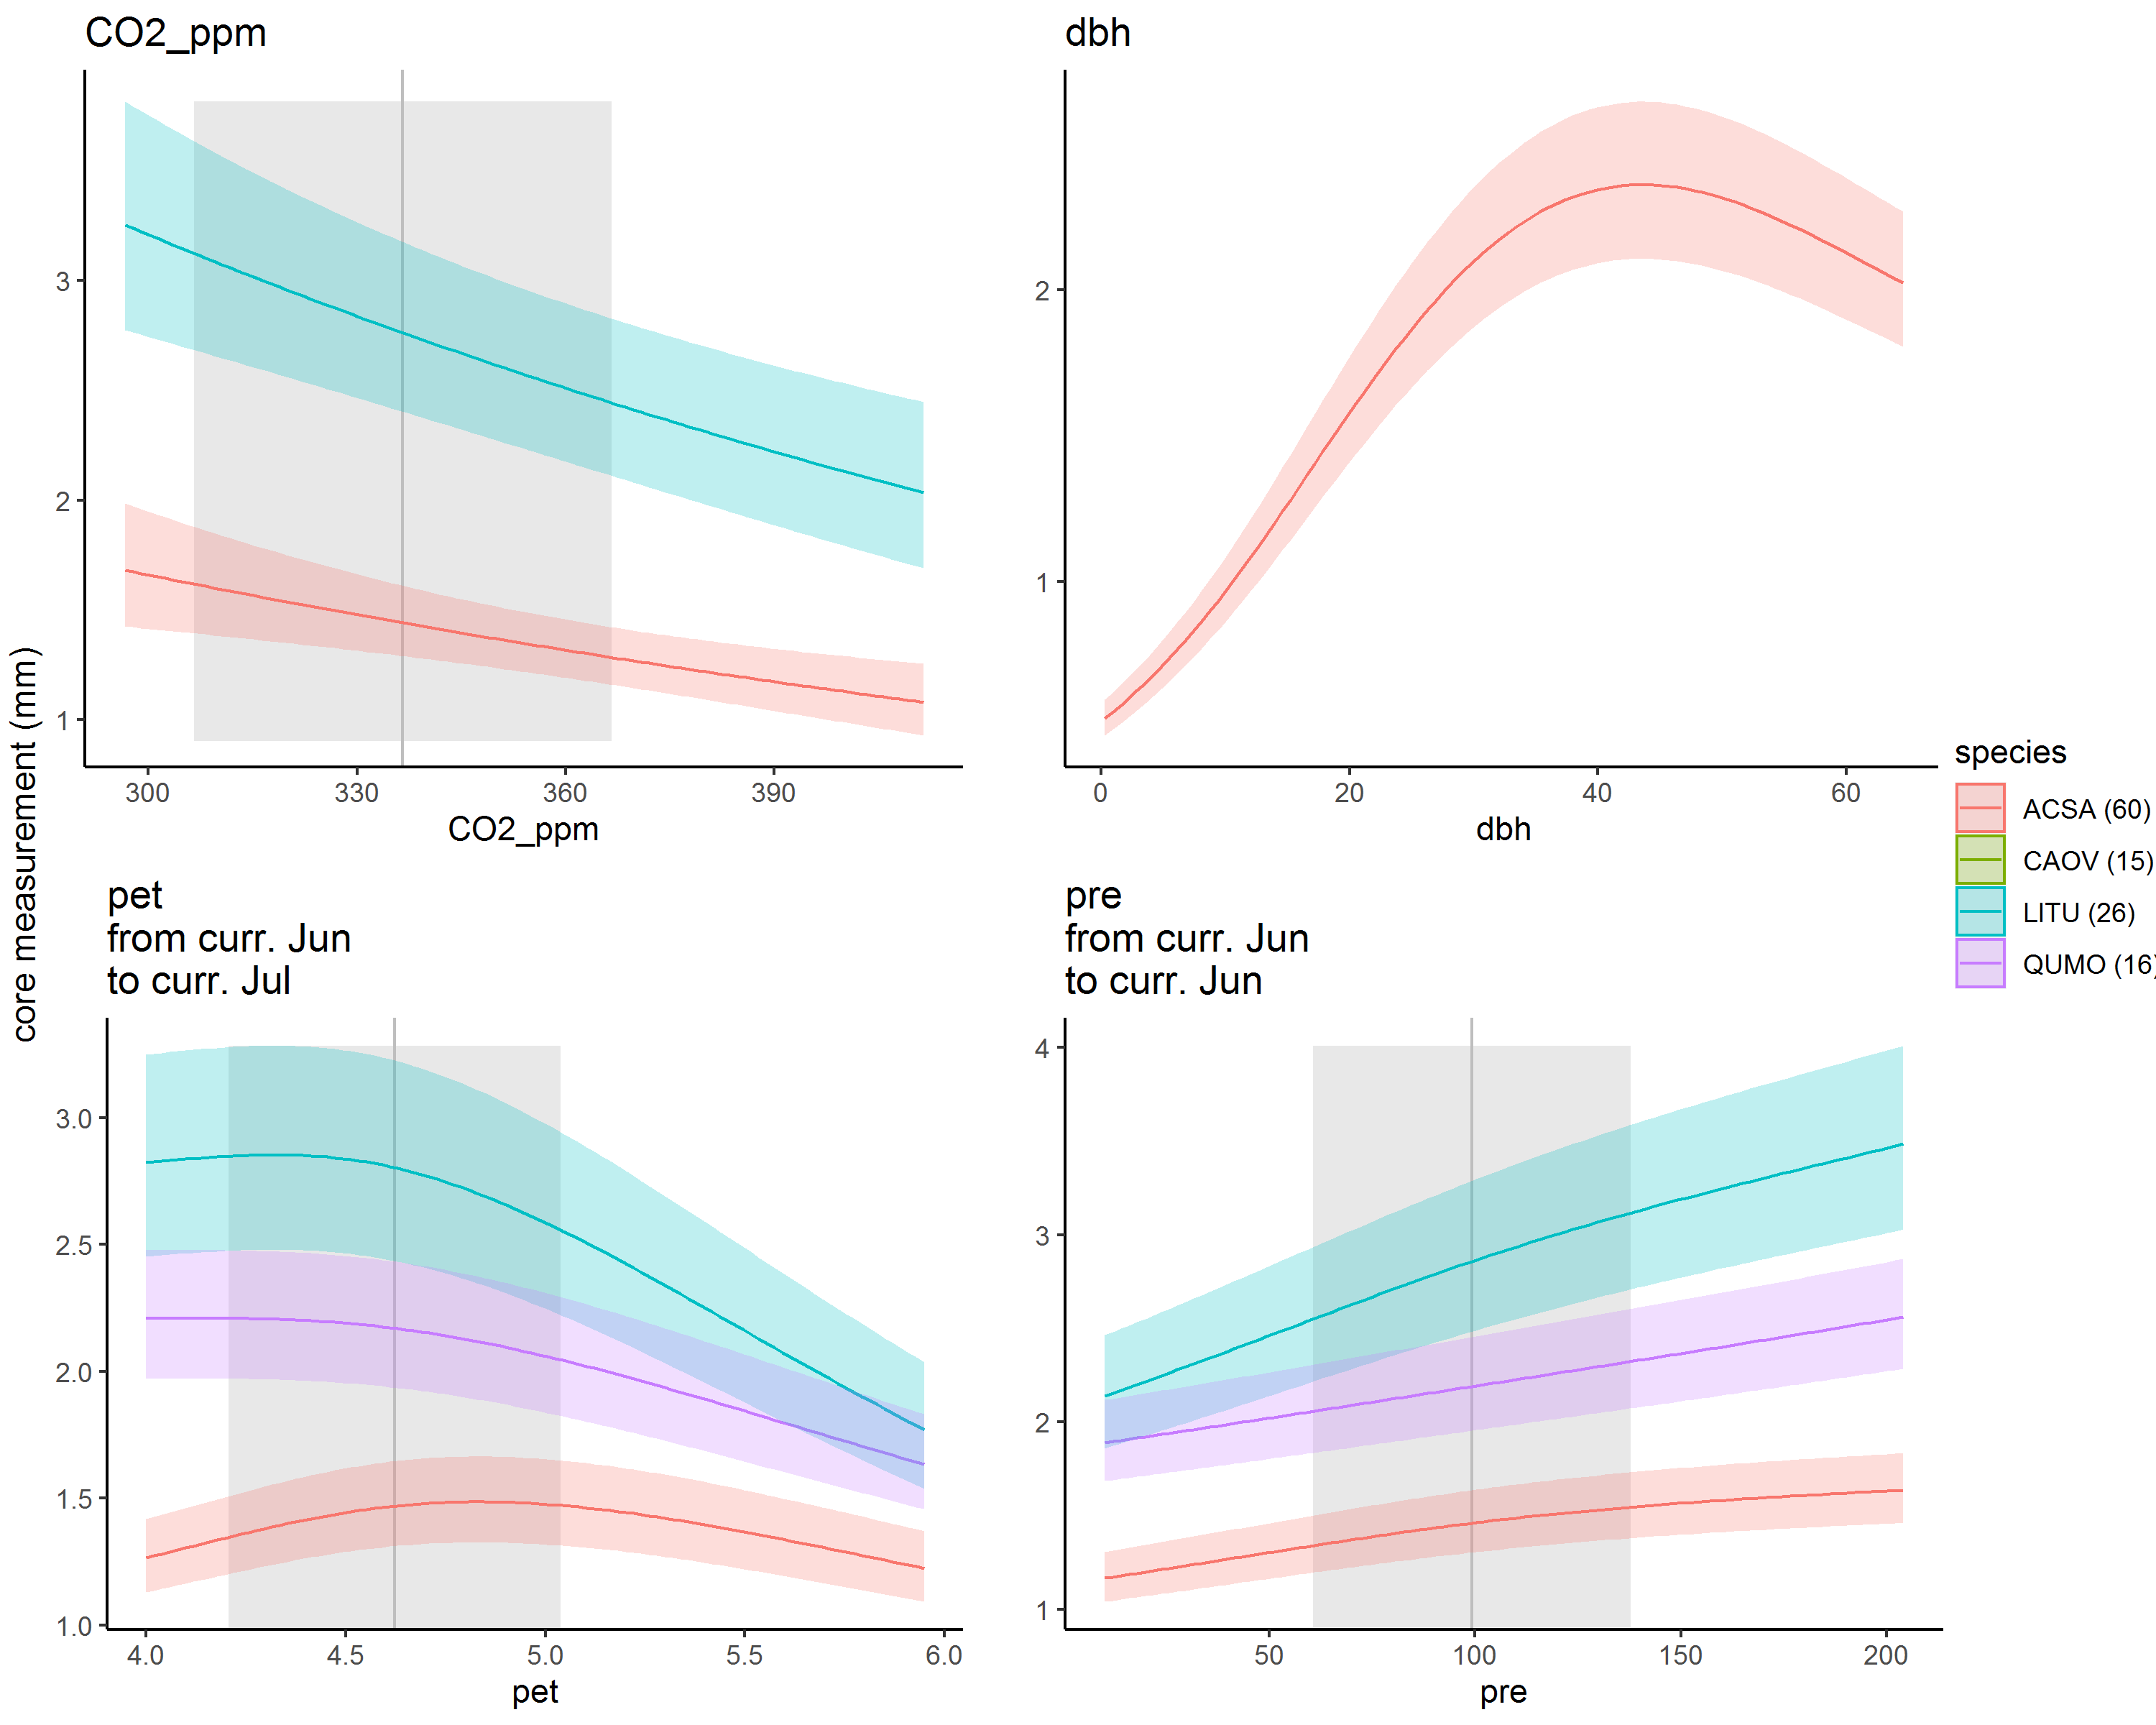 CO2_ppm
dbh
3
2
1
300 330 360 390
CO2_ppm
2
1
0 20 40 60
dbh
core measurement (mm)
species
ACSA (60)
CAOV (15)
LITU (26)
QUMO (16)
pet
from curr. Jun
to curr. Jul
3.0
2.5
2.0
1.5
1.0
4.0 4.5 5.0 5.5 6.0
pet
pre
from curr. Jun
to curr. Jun
4
3
2
1
50 100 150 200
pre